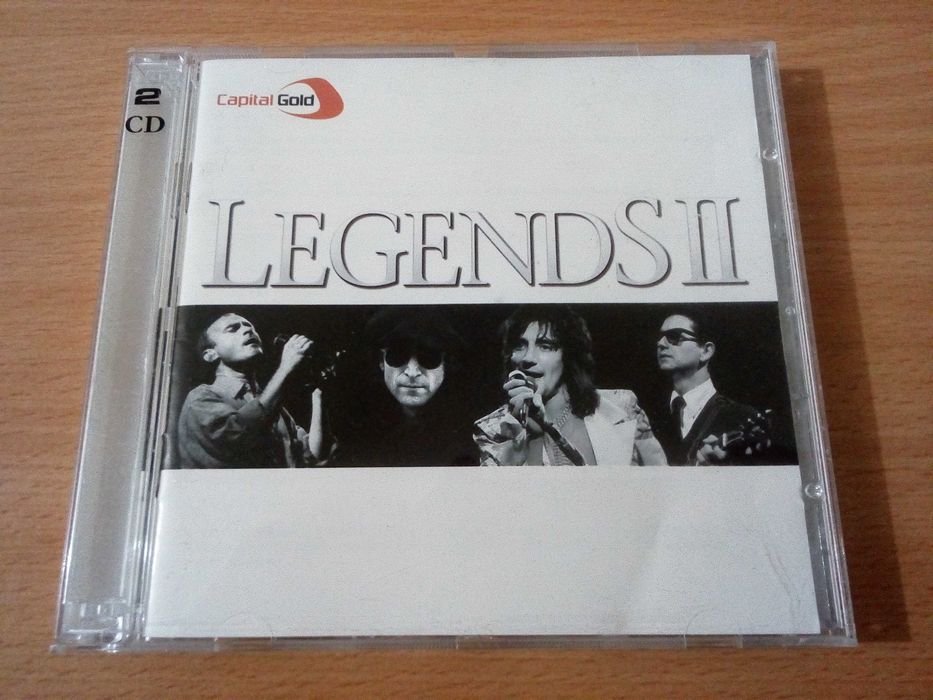 2
CD
Capital Gold
LEGENDS II